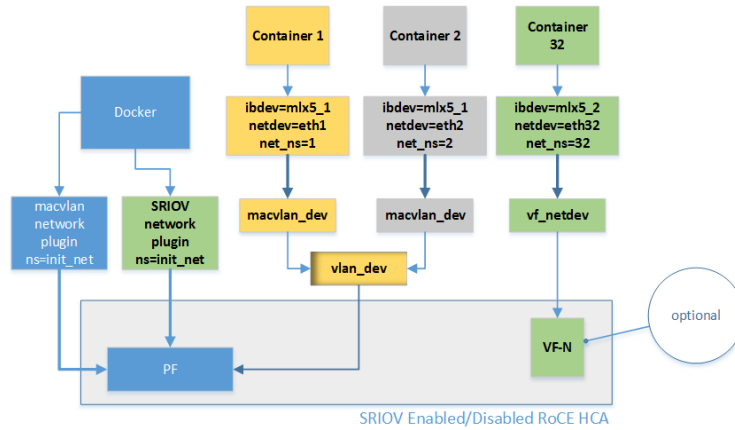 Container 1
Container 2
Container
32
Docker
ibdev=mlx5_1
netdev=eth1
net_ns=1
ibdev=mlx5_1
netdev=eth2
net_ns=2
ibdev=mlx5_2
netdev=eth32
net_ns=32
macvlan
network
plugin
ns=init_net
SRIOV
network
plugin
ns=init_net
macvlan_dev
macvlan_dev
vf_netdev
vlan_dev
optional
PF
VF-N
SRIOV Enabled/Disabled RoCE HCA